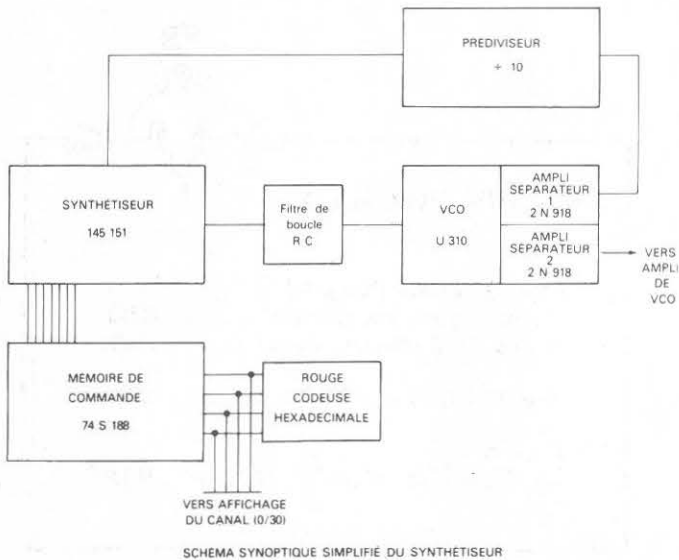 PREDIVISEUR
÷ 10
SYNTHÉTISEUR
145 151
Filtre de
boucle
R C
VCO
U 310
AMPLI
SÉPARATEUR
1
2 N 918
AMPLI
SÉPARATEUR
2
2 N 918
VERS
AMPLI
DE
VCO
MÉMOIRE DE
COMMANDE
74 S 188
ROUGE
CODEUSE
HEXADECIMALE
VERS AFFICHAGE
DU CANAL (0/30)
SCHÉMA SYNOPTIQUE SIMPLIFIÉ DU SYNTHÉTISEUR